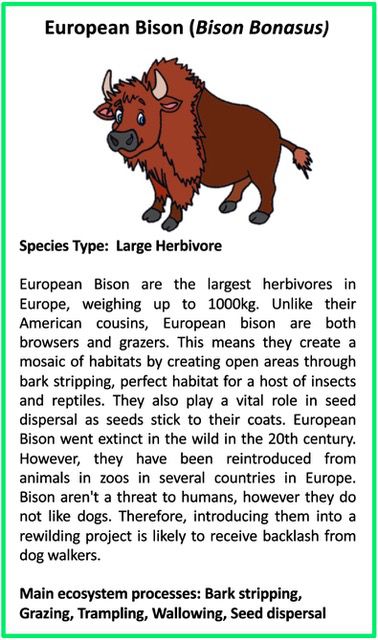 European Bison (Bison Bonasus)
Species Type: Large Herbivore
European Bison are the largest herbivores in
Europe, weighing up to 1000kg. Unlike their
American cousins, European bison are both
browsers and grazers. This means they create a
mosaic of habitats by creating open areas through
bark stripping, perfect habitat for a host of insects
and reptiles. They also play a vital role in seed
dispersal as seeds stick to their coats. European
Bison went extinct in the wild in the 20th century.
However, they have been reintroduced from
animals in zoos in several countries in Europe.
Bison aren't a threat to humans, however they do
not like dogs. Therefore, introducing them into a
rewilding project is likely to receive backlash from
dog walkers.
Main ecosystem processes: Bark stripping,
Grazing, Trampling, Wallowing, Seed dispersal